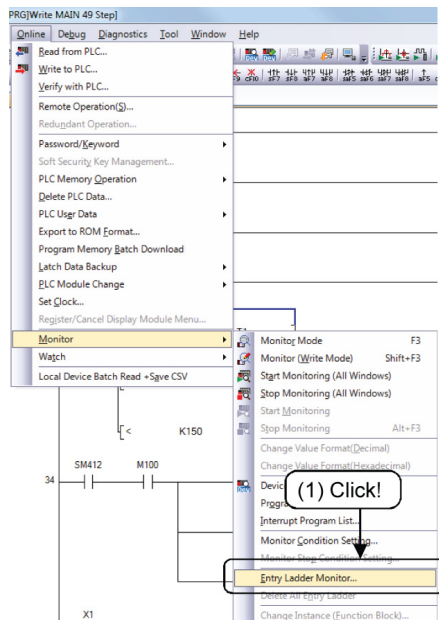 PRG]Write MAIN 49 Step]
Online Debug Diagnostics Tool Window Help
Read from PLC...
Write to PLC...
Verify with PLC...
Remote Operation(S)...
Redundant Operation...
Password/Keyword
Soft Security Key Management...
PLC Memory Operation
Delete PLC Data...
PLC User Data
Export to ROM Format...
Program Memory Batch Download
Latch Data Backup
PLC Module Change
Set Clock...
Register/Cancel Display Module Menu...
Monitor
Watch
Local Device Batch Read +Save CSV
Monitor Mode F3
Monitor (Write Mode) Shift+F3
Start Monitoring (All Windows)
Stop Monitoring (All Windows)
Start Monitoring
Stop Monitoring Alt+F3
Change Value Format(Decimal)
Change Value Format(Hexadecimal)
(1) Click!
Interrupt Program List...
Monitor Condition Setting...
Monitor Stop Condition Setting...
Entry Ladder Monitor...
Delete All Entry Ladder
Change Instance (Function Block)...
< K150
SM412 M100
34
X1